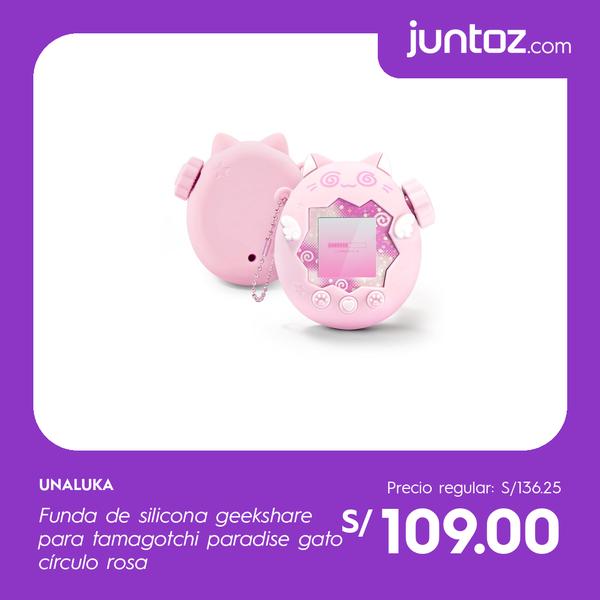 juntoz.com
UNALUKA
Funda de silicona geekshare
para tamagotchi paradise gato
círculo rosa
Precio regular: S/136.25
S/109.00